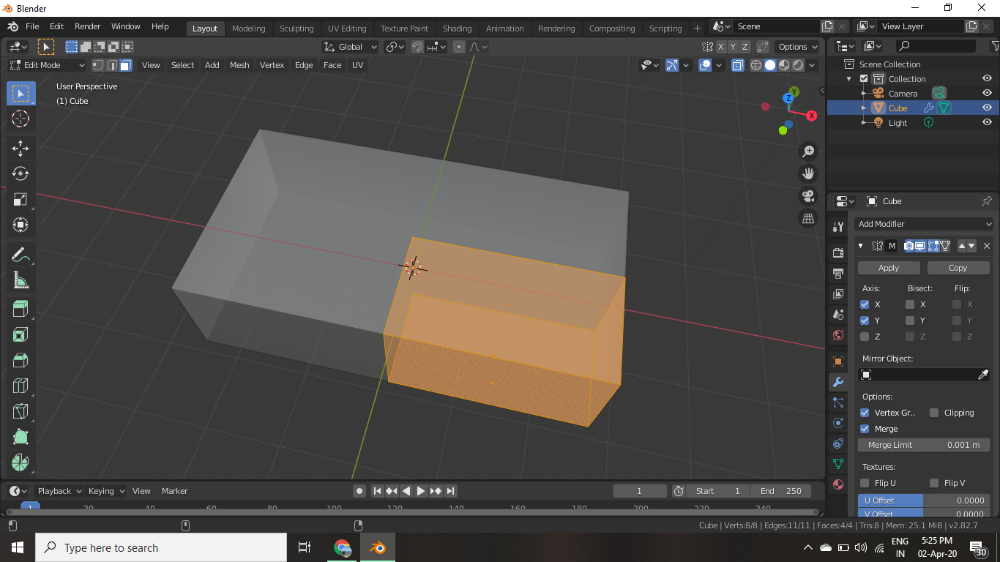 Blender
File Edit Render Window Help Layout Modeling Sculpting UV Editing Texture Paint Shading Animation Rendering Compositing Scripting + Scene View Layer
Global X Y Z Options
Edit Mode View Select Add Mesh Vertex Edge Face UV
User Perspective
(1) Cube
Z Y X
Scene Collection
Collection
Camera
Cube
Light
Cube
Add Modifier
M
Apply Copy
Axis: Bisect: Flip:
X X X
Y Y Y
Z Z Z
Mirror Object:
Options:
Vertex Gr.. Clipping
Merge
Merge Limit 0.001 m
Textures:
Flip U Flip V
U Offset 0.0000
V Offset 0.0000
Playback Keying View Marker 1 Start 1 End 250
1 20 40 60 80 100 120 140 160 180 200 220 240
Cube | Verts:8/8 | Edges:11/11 | Faces:4/4 | Tris:8 | Mem: 25.1 MiB | v2.82.7
Type here to search
ENG
IN
5:25 PM
02-Apr-20
30